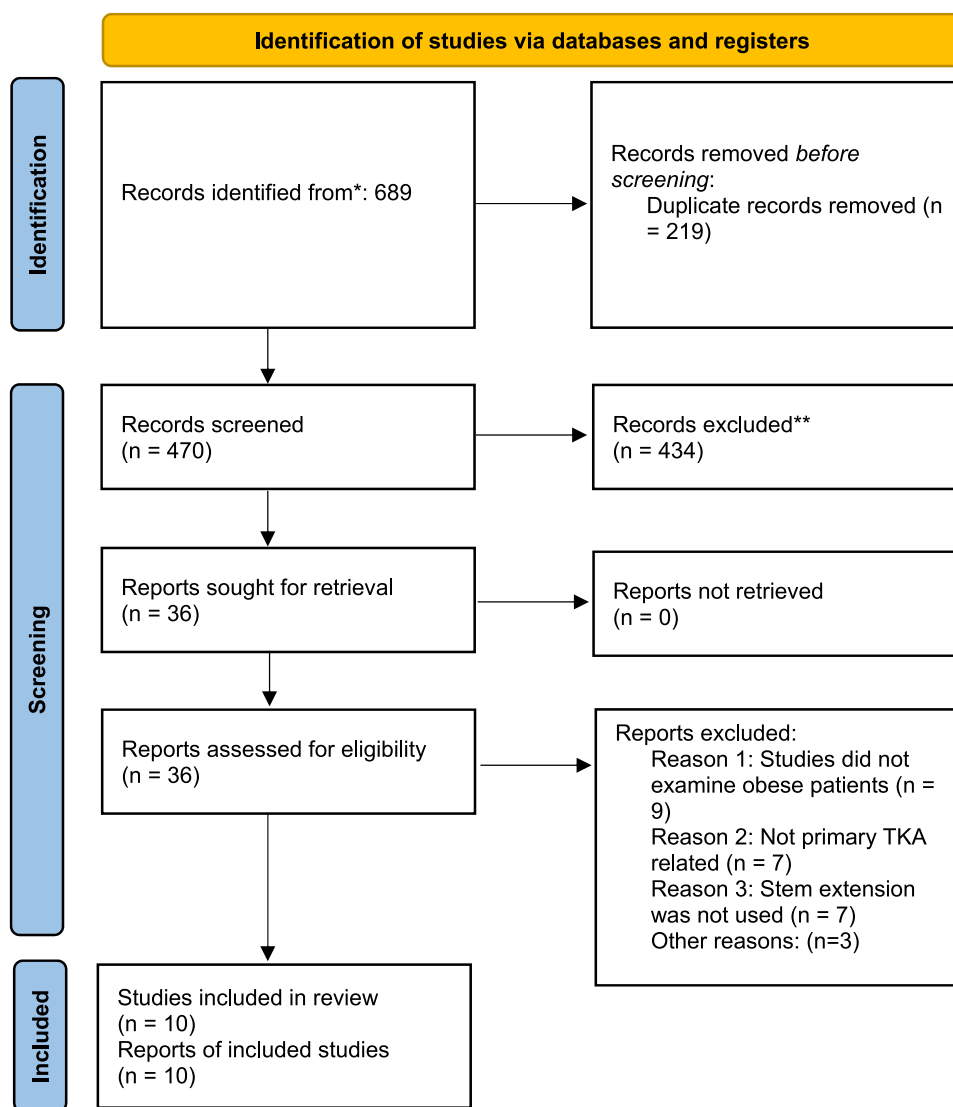 Identification of studies via databases and registers
Identification
Records identified from*: 689
Records removed before
screening:
Duplicate records removed (n
= 219)
Screening
Records screened
(n = 470)
Records excluded**
(n = 434)
Reports sought for retrieval
(n = 36)
Reports not retrieved
(n = 0)
Reports assessed for eligibility
(n = 36)
Reports excluded:
Reason 1: Studies did not
examine obese patients (n =
9)
Reason 2: Not primary TKA
related (n = 7)
Reason 3: Stem extension
was not used (n = 7)
Other reasons: (n=3)
Included
Studies included in review
(n = 10)
Reports of included studies
(n = 10)